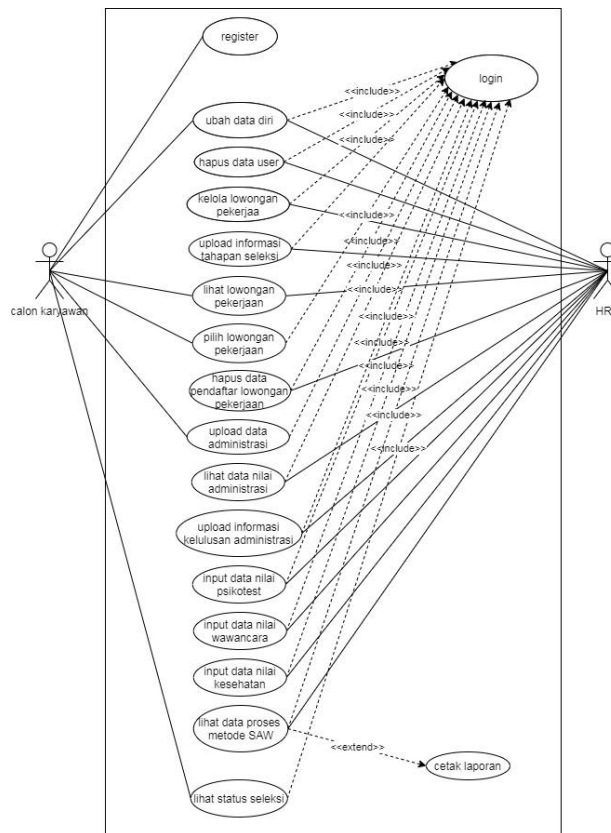 register
login
<<include>>
ubah data diri
<<include>>
<<include>>
hapus data user
kelola lowongan
pekerjaa
<<include>>
upload informasi
tahapan seleksi
<<include>>
<<include>>
lihat lowongan
pekerjaan
calon karyawan
HR
pilih lowongan
pekerjaan
<<include>>
<<include>>
hapus data
pendaftar lowongan
pekerjaan
<<include>>
upload data
administrasi
<<include>>
lihat data nilai
administrasi
upload informasi
kelulusan administrasi
input data nilai
psikotest
input data nilai
wawancara
input data nilai
kesehatan
lihat data proses
metode SAW
<<extend>>
cetak laporan
lihat status seleksi